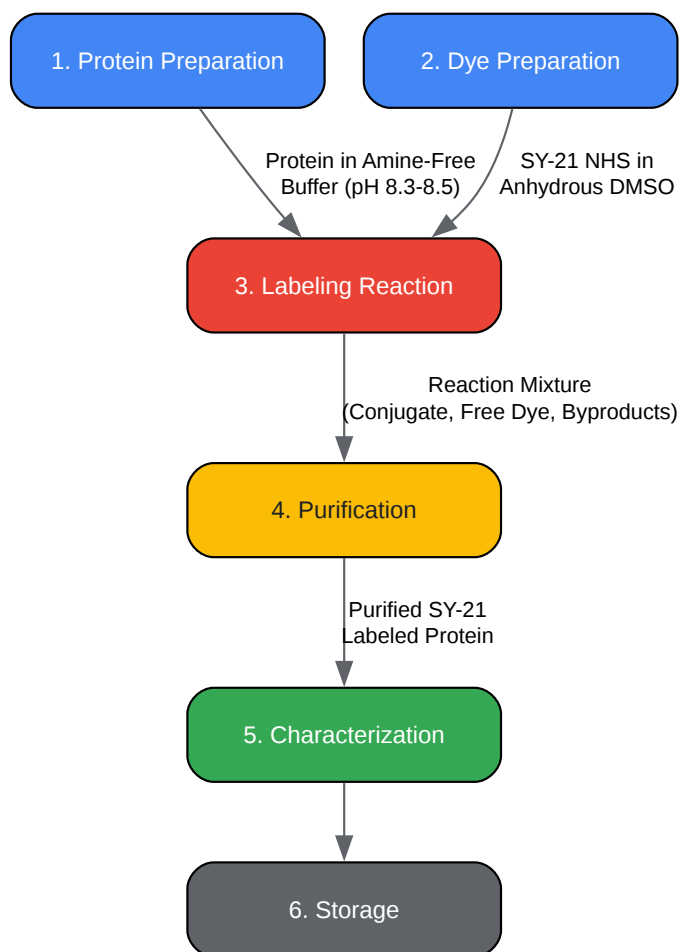 1. Protein Preparation
2. Dye Preparation
Protein in Amine-Free
Buffer (pH 8.3-8.5)
SY-21 NHS in
Anhydrous DMSO
3. Labeling Reaction
Reaction Mixture
(Conjugate, Free Dye, Byproducts)
4. Purification
Purified SY-21
Labeled Protein
5. Characterization
6. Storage